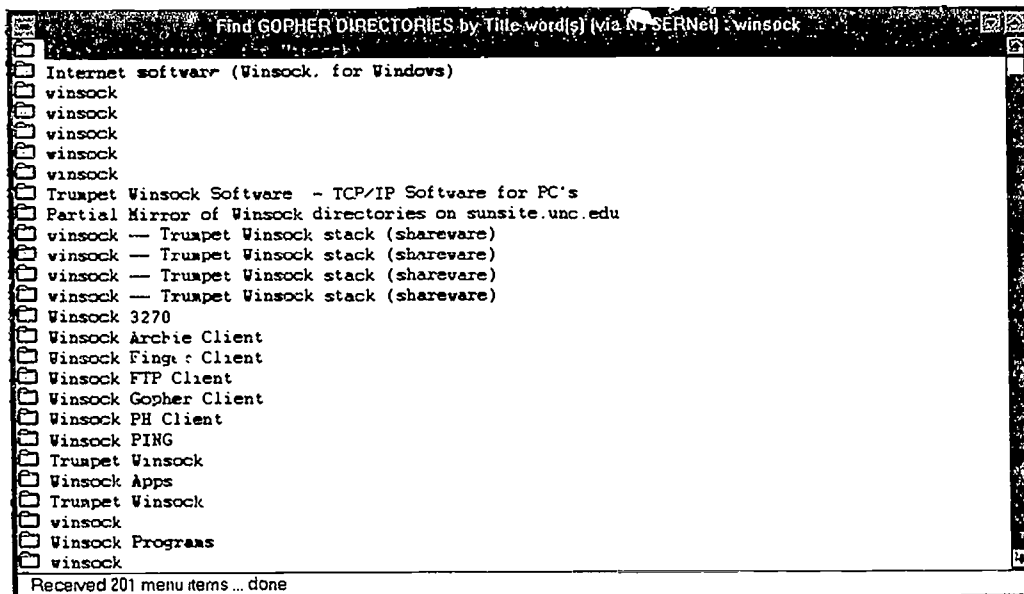 Find GOPHER DIRECTORIES by Title word(s) (via NYSERNet) : winsock
the Winsock
Internet software (Winsock, for Windows)
winsock
winsock
winsock
winsock
winsock
Trumpet Winsock Software - TCP/IP Software for PC's
Partial Mirror of Winsock directories on sunsite.unc.edu
winsock -- Trumpet Winsock stack (shareware)
winsock -- Trumpet Winsock stack (shareware)
winsock -- Trumpet Winsock stack (shareware)
winsock -- Trumpet Winsock stack (shareware)
Winsock 3270
Winsock Archie Client
Winsock Finger Client
Winsock FTP Client
Winsock Gopher Client
Winsock PH Client
Winsock PING
Trumpet Winsock
Winsock Apps
Trumpet Winsock
winsock
Winsock Programs
winsock
Received 201 menu items ... done